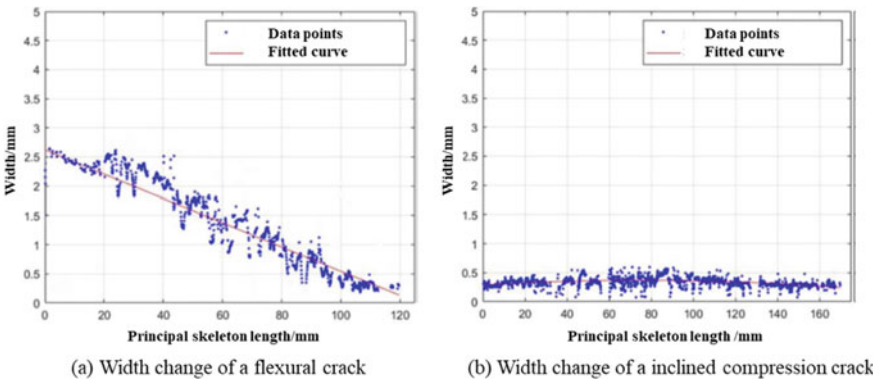 5
4.5
4
3.5
3
2.5
2
1.5
1
0.5
0
Width/mm
Data points
Fitted curve
0 20 40 60 80 100 120
Principal skeleton length/mm
(a) Width change of a flexural crack
5
4.5
4
3.5
3
2.5
2
1.5
1
0.5
0
Width/mm
Data points
Fitted curve
0 20 40 60 80 100 120 140 160
Principal skeleton length /mm
(b) Width change of a inclined compression crack